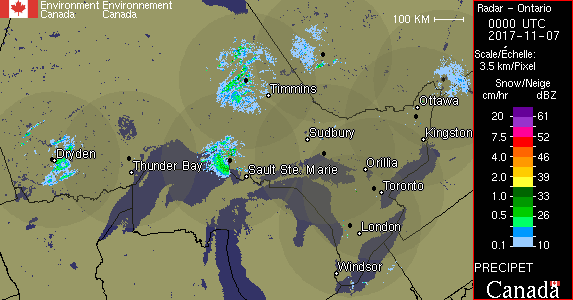 Environment Environnement
Canada Canada
100 KM
Radar - Ontario
0000 UTC
2017-11-07
Scale/Échelle:
3.5 km/Pixel
Snow/Neige
cm/hr dBZ
20 61
7.5 52
4.0 46
2.0 39
1.0 33
0.5 26
0.1 10
Timmins
Ottawa
Sudbury
Kingston
Dryden
Thunder Bay
Sault Ste. Marie
Orillia
Toronto
London
Windsor
PRECIPET
Canada